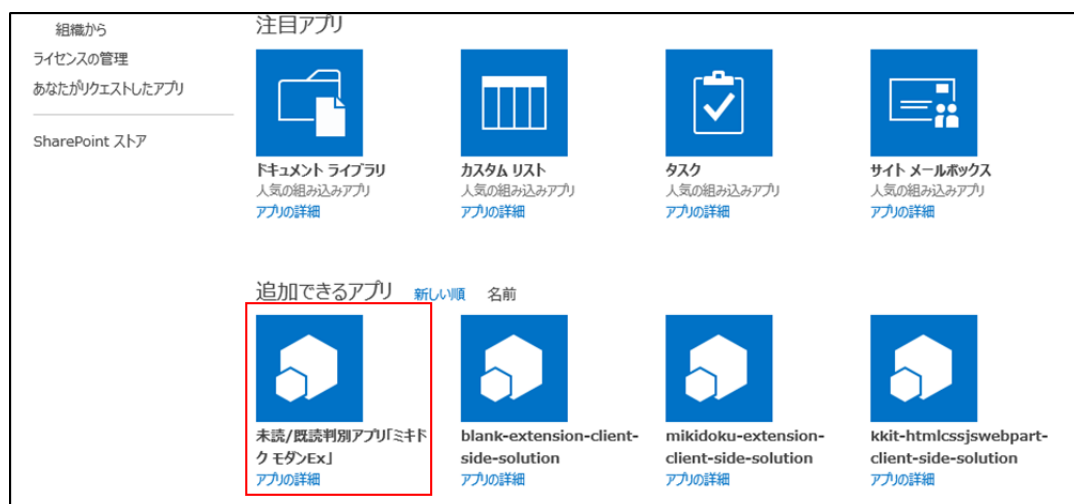 組織から
ライセンスの管理
あなたがリクエストしたアプリ
SharePoint ストア
注目アプリ
ドキュメント ライブラリ
人気の組み込みアプリ
アプリの詳細
カスタム リスト
人気の組み込みアプリ
アプリの詳細
タスク
人気の組み込みアプリ
アプリの詳細
サイト メールボックス
人気の組み込みアプリ
アプリの詳細
追加できるアプリ 新しい順 名前
未読/既読判別アプリ「ミキド
ク モダンEx」
アプリの詳細
blank-extension-client-
side-solution
アプリの詳細
mikidoku-extension-
client-side-solution
アプリの詳細
kkit-htmlcssjswebpart-
client-side-solution
アプリの詳細